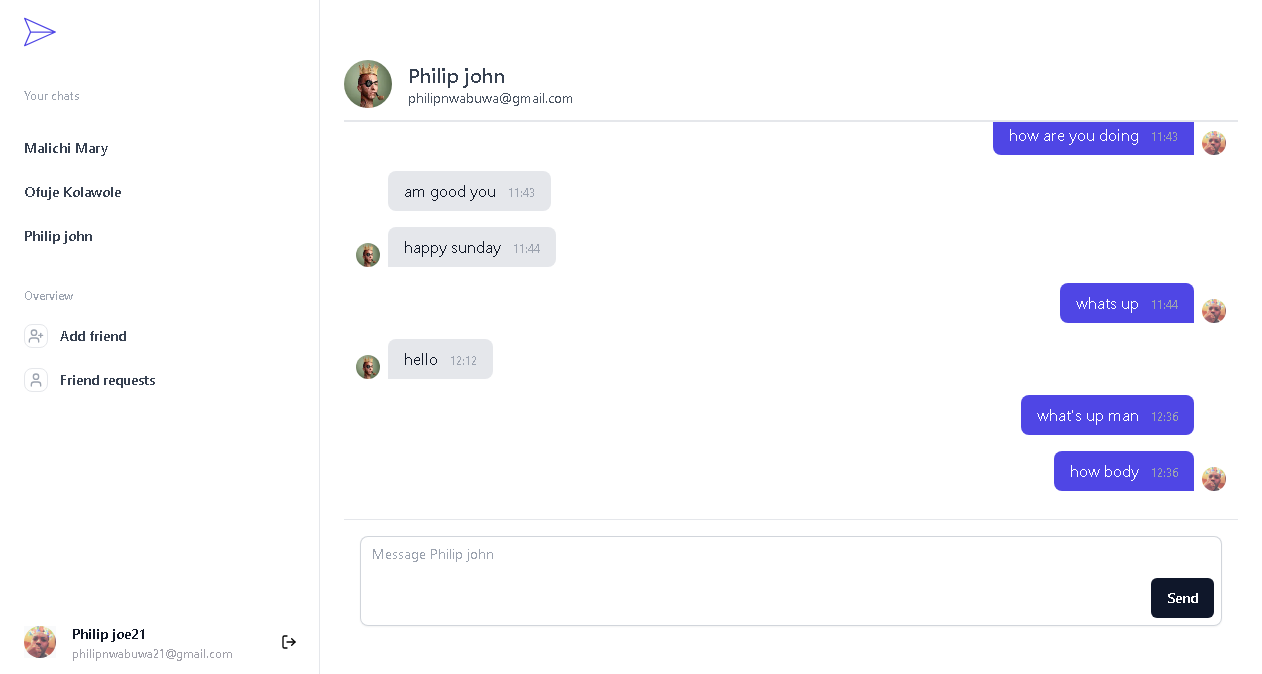 Your chats
Malichi Mary
Ofuje Kolawole
Philip john
Overview
Add friend
Friend requests
Philip joe21
philipnwabuwa21@gmail.com
Philip john
philipnwabuwa@gmail.com
how are you doing 11:43
am good you 11:43
happy sunday 11:44
whats up 11:44
hello 12:12
what's up man 12:36
how body 12:36
Message Philip john
Send